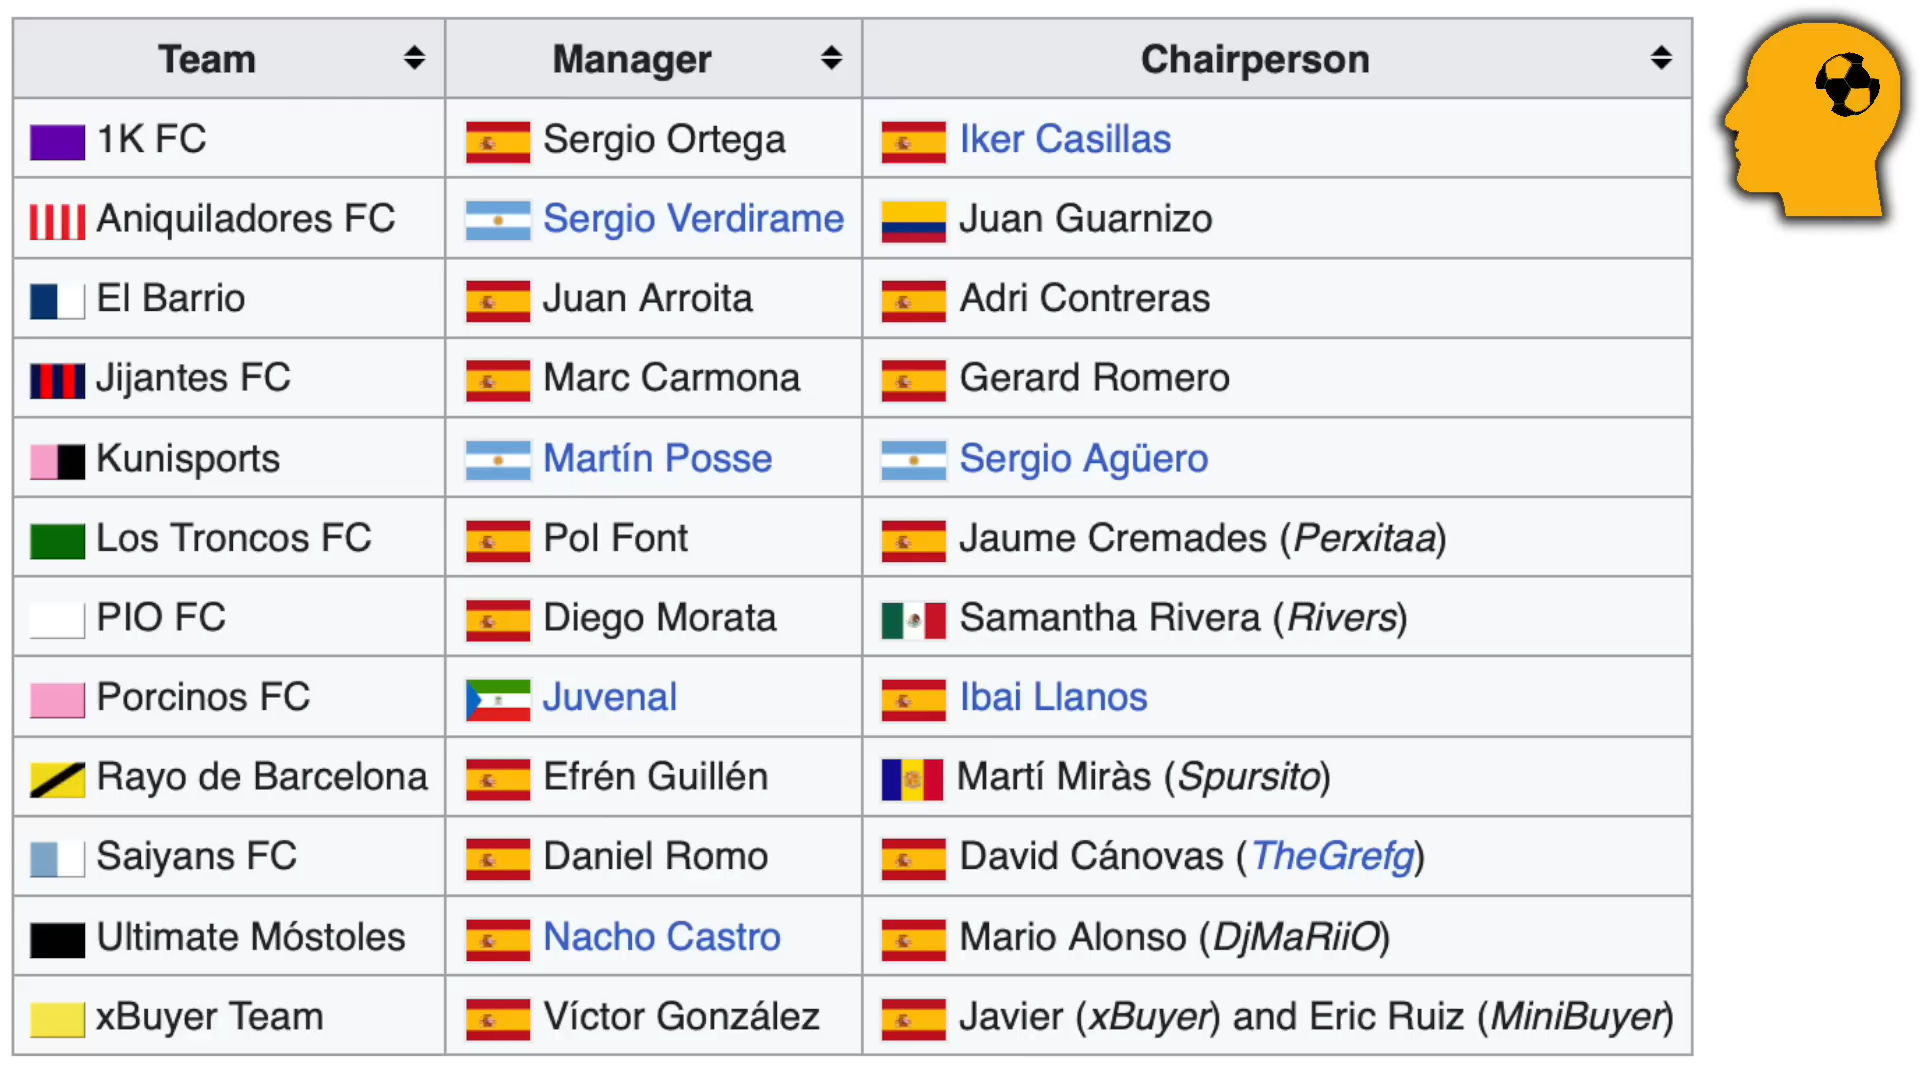 Team Manager Chairperson
1K FC Sergio Ortega Iker Casillas
Aniquiladores FC Sergio Verdirame Juan Guarnizo
El Barrio Juan Arroita Adri Contreras
Jijantes FC Marc Carmona Gerard Romero
Kunisports Martín Posse Sergio Agüero
Los Troncos FC Pol Font Jaume Cremades (Perxitaa)
PIO FC Diego Morata Samantha Rivera (Rivers)
Porcinos FC Juvenal Ibai Llanos
Rayo de Barcelona Efrén Guillén Martí Miràs (Spursito)
Saiyans FC Daniel Romo David Cánovas (TheGrefg)
Ultimate Móstoles Nacho Castro Mario Alonso (DjMaRiiO)
xBuyer Team Víctor González Javier (xBuyer) and Eric Ruiz (MiniBuyer)